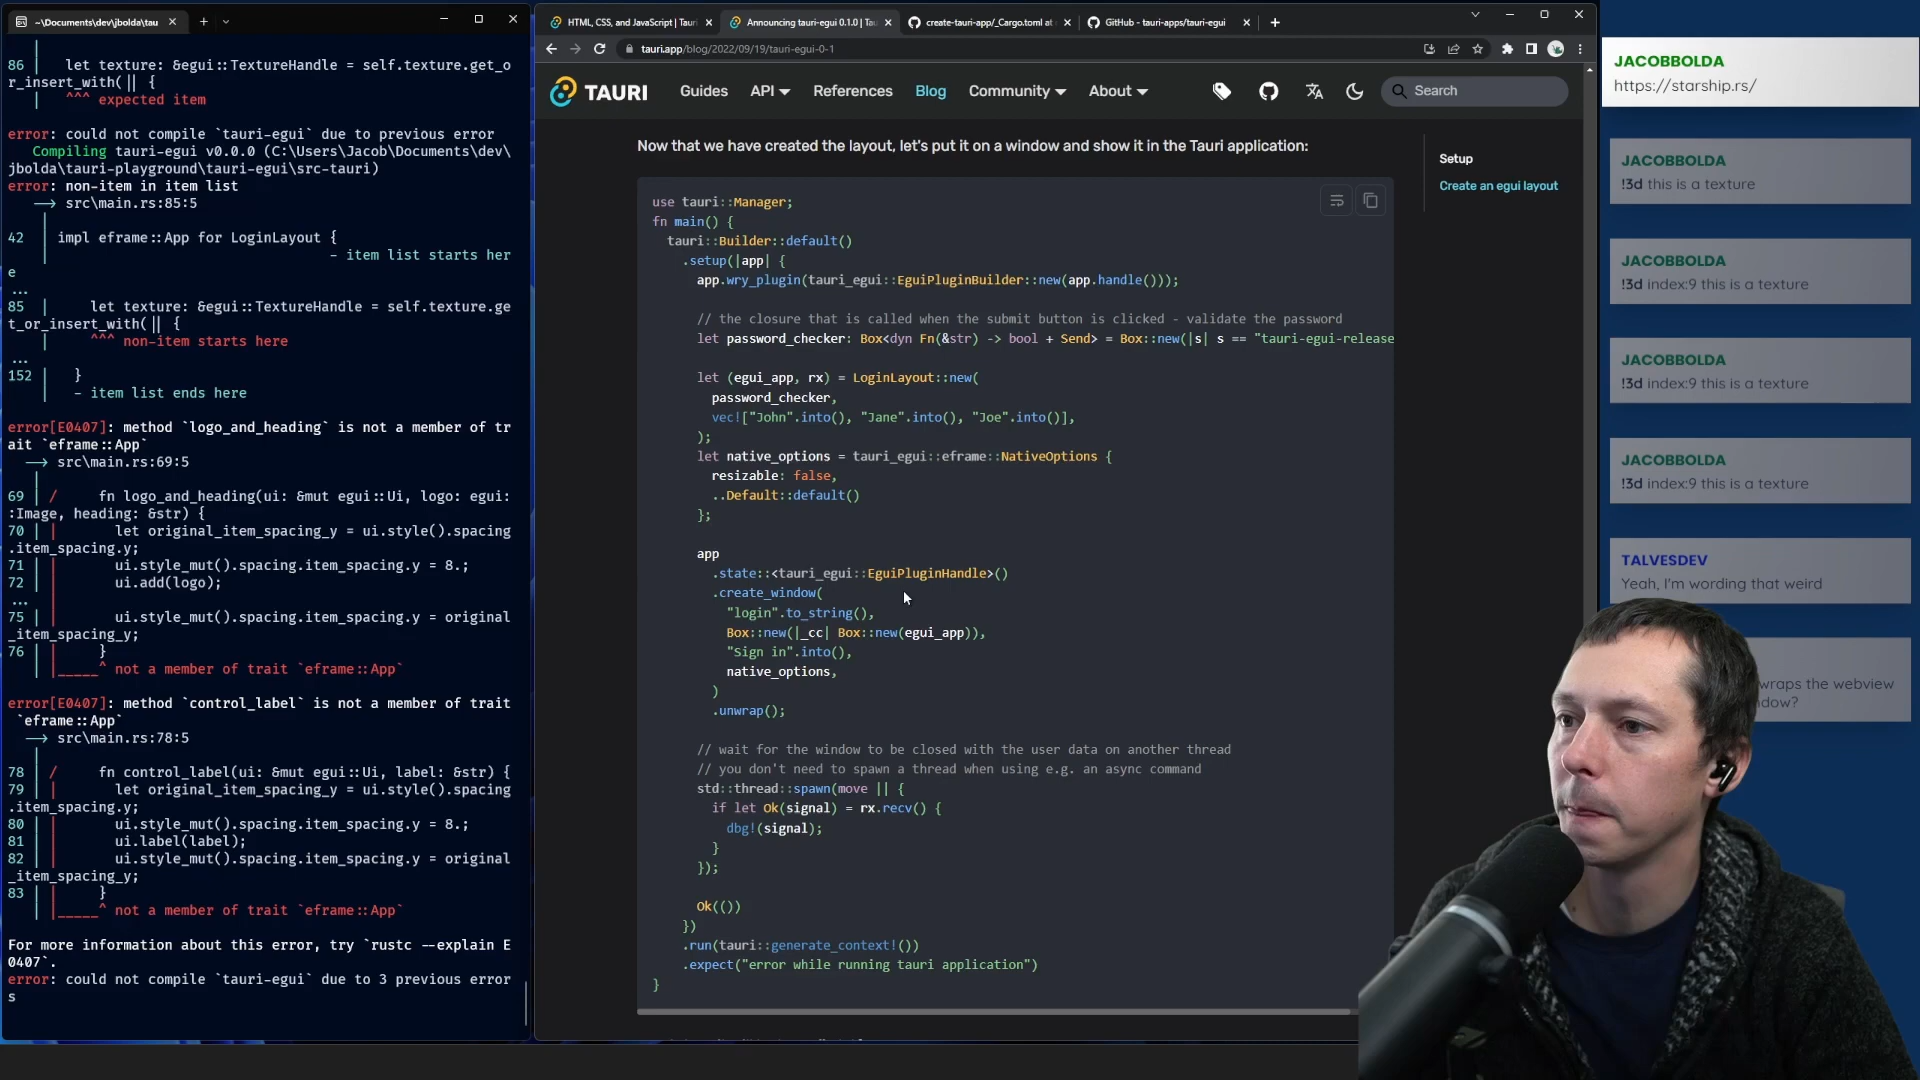 ~\Documents\dev\jbolda\tau
86 |   let texture: &egui::TextureHandle = self.texture.get_o
r_insert_with(|| {
|   ^^^ expected item
error: could not compile `tauri-egui` due to previous error
Compiling tauri-egui v0.0.0 (C:\Users\Jacob\Documents\dev\
jbolda\tauri-playground\tauri-egui\src-tauri)
error: non-item in item list
--> src\main.rs:85:5
|
42 | impl eframe::App for LoginLayout {
|                              - item list starts her
e
...
85 |     let texture: &egui::TextureHandle = self.texture.ge
t_or_insert_with(|| {
|     ^^^ non-item starts here
...
152 |   }
|   - item list ends here
error[E0407]: method `logo_and_heading` is not a member of tr
ait `eframe::App`
--> src\main.rs:69:5
|
69 | /     fn logo_and_heading(ui: &mut egui::Ui, logo: egui:
:Image, heading: &str) {
70 | |         let original_item_spacing_y = ui.style().spacing
.item_spacing.y;
71 | |         ui.style_mut().spacing.item_spacing.y = 8.;
72 | |         ui.add(logo);
...
75 | |         ui.style_mut().spacing.item_spacing.y = original
_item_spacing_y;
76 | |     }
| |_____^ not a member of trait `eframe::App`
error[E0407]: method `control_label` is not a member of trait
`eframe::App`
--> src\main.rs:78:5
|
78 | /     fn control_label(ui: &mut egui::Ui, label: &str) {
79 | |         let original_item_spacing_y = ui.style().spacing
.item_spacing.y;
80 | |         ui.style_mut().spacing.item_spacing.y = 8.;
81 | |         ui.label(label);
82 | |         ui.style_mut().spacing.item_spacing.y = original
_item_spacing_y;
83 | |     }
| |_____^ not a member of trait `eframe::App`
For more information about this error, try `rustc --explain E
0407`.
error: could not compile `tauri-egui` due to 3 previous error
s
HTML, CSS, and JavaScript | Tauri
Announcing tauri-egui 0.1.0 | Tau
create-tauri-app/_Cargo.toml at
GitHub - tauri-apps/tauri-egui
tauri.app/blog/2022/09/19/tauri-egui-0-1
TAURI
Guides
API
References
Blog
Community
About
Search
Now that we have created the layout, let's put it on a window and show it in the Tauri application:
use tauri::Manager;
fn main() {
tauri::Builder::default()
.setup(|app| {
app.wry_plugin(tauri_egui::EguiPluginBuilder::new(app.handle()));
// the closure that is called when the submit button is clicked - validate the password
let password_checker: Box<dyn Fn(&str) -> bool + Send> = Box::new(|s| s == "tauri-egui-release
let (egui_app, rx) = LoginLayout::new(
password_checker,
vec!["John".into(), "Jane".into(), "Joe".into()],
);
let native_options = tauri_egui::eframe::NativeOptions {
resizable: false,
..Default::default()
};
app
.state::<tauri_egui::EguiPluginHandle>()
.create_window(
"login".to_string(),
Box::new(|_cc| Box::new(egui_app)),
"Sign in".into(),
native_options,
)
.unwrap();
// wait for the window to be closed with the user data on another thread
// you don't need to spawn a thread when using e.g. an async command
std::thread::spawn(move || {
if let Ok(signal) = rx.recv() {
dbg!(signal);
}
});
Ok(())
})
.run(tauri::generate_context!())
.expect("error while running tauri application")
}
Setup
Create an egui layout
JACOBBOLDA
https://starship.rs/
JACOBBOLDA
!3d this is a texture
JACOBBOLDA
!3d index:9 this is a texture
JACOBBOLDA
!3d index:9 this is a texture
JACOBBOLDA
!3d index:9 this is a texture
TALVESDEV
Yeah, I'm wording that weird
wraps the webview